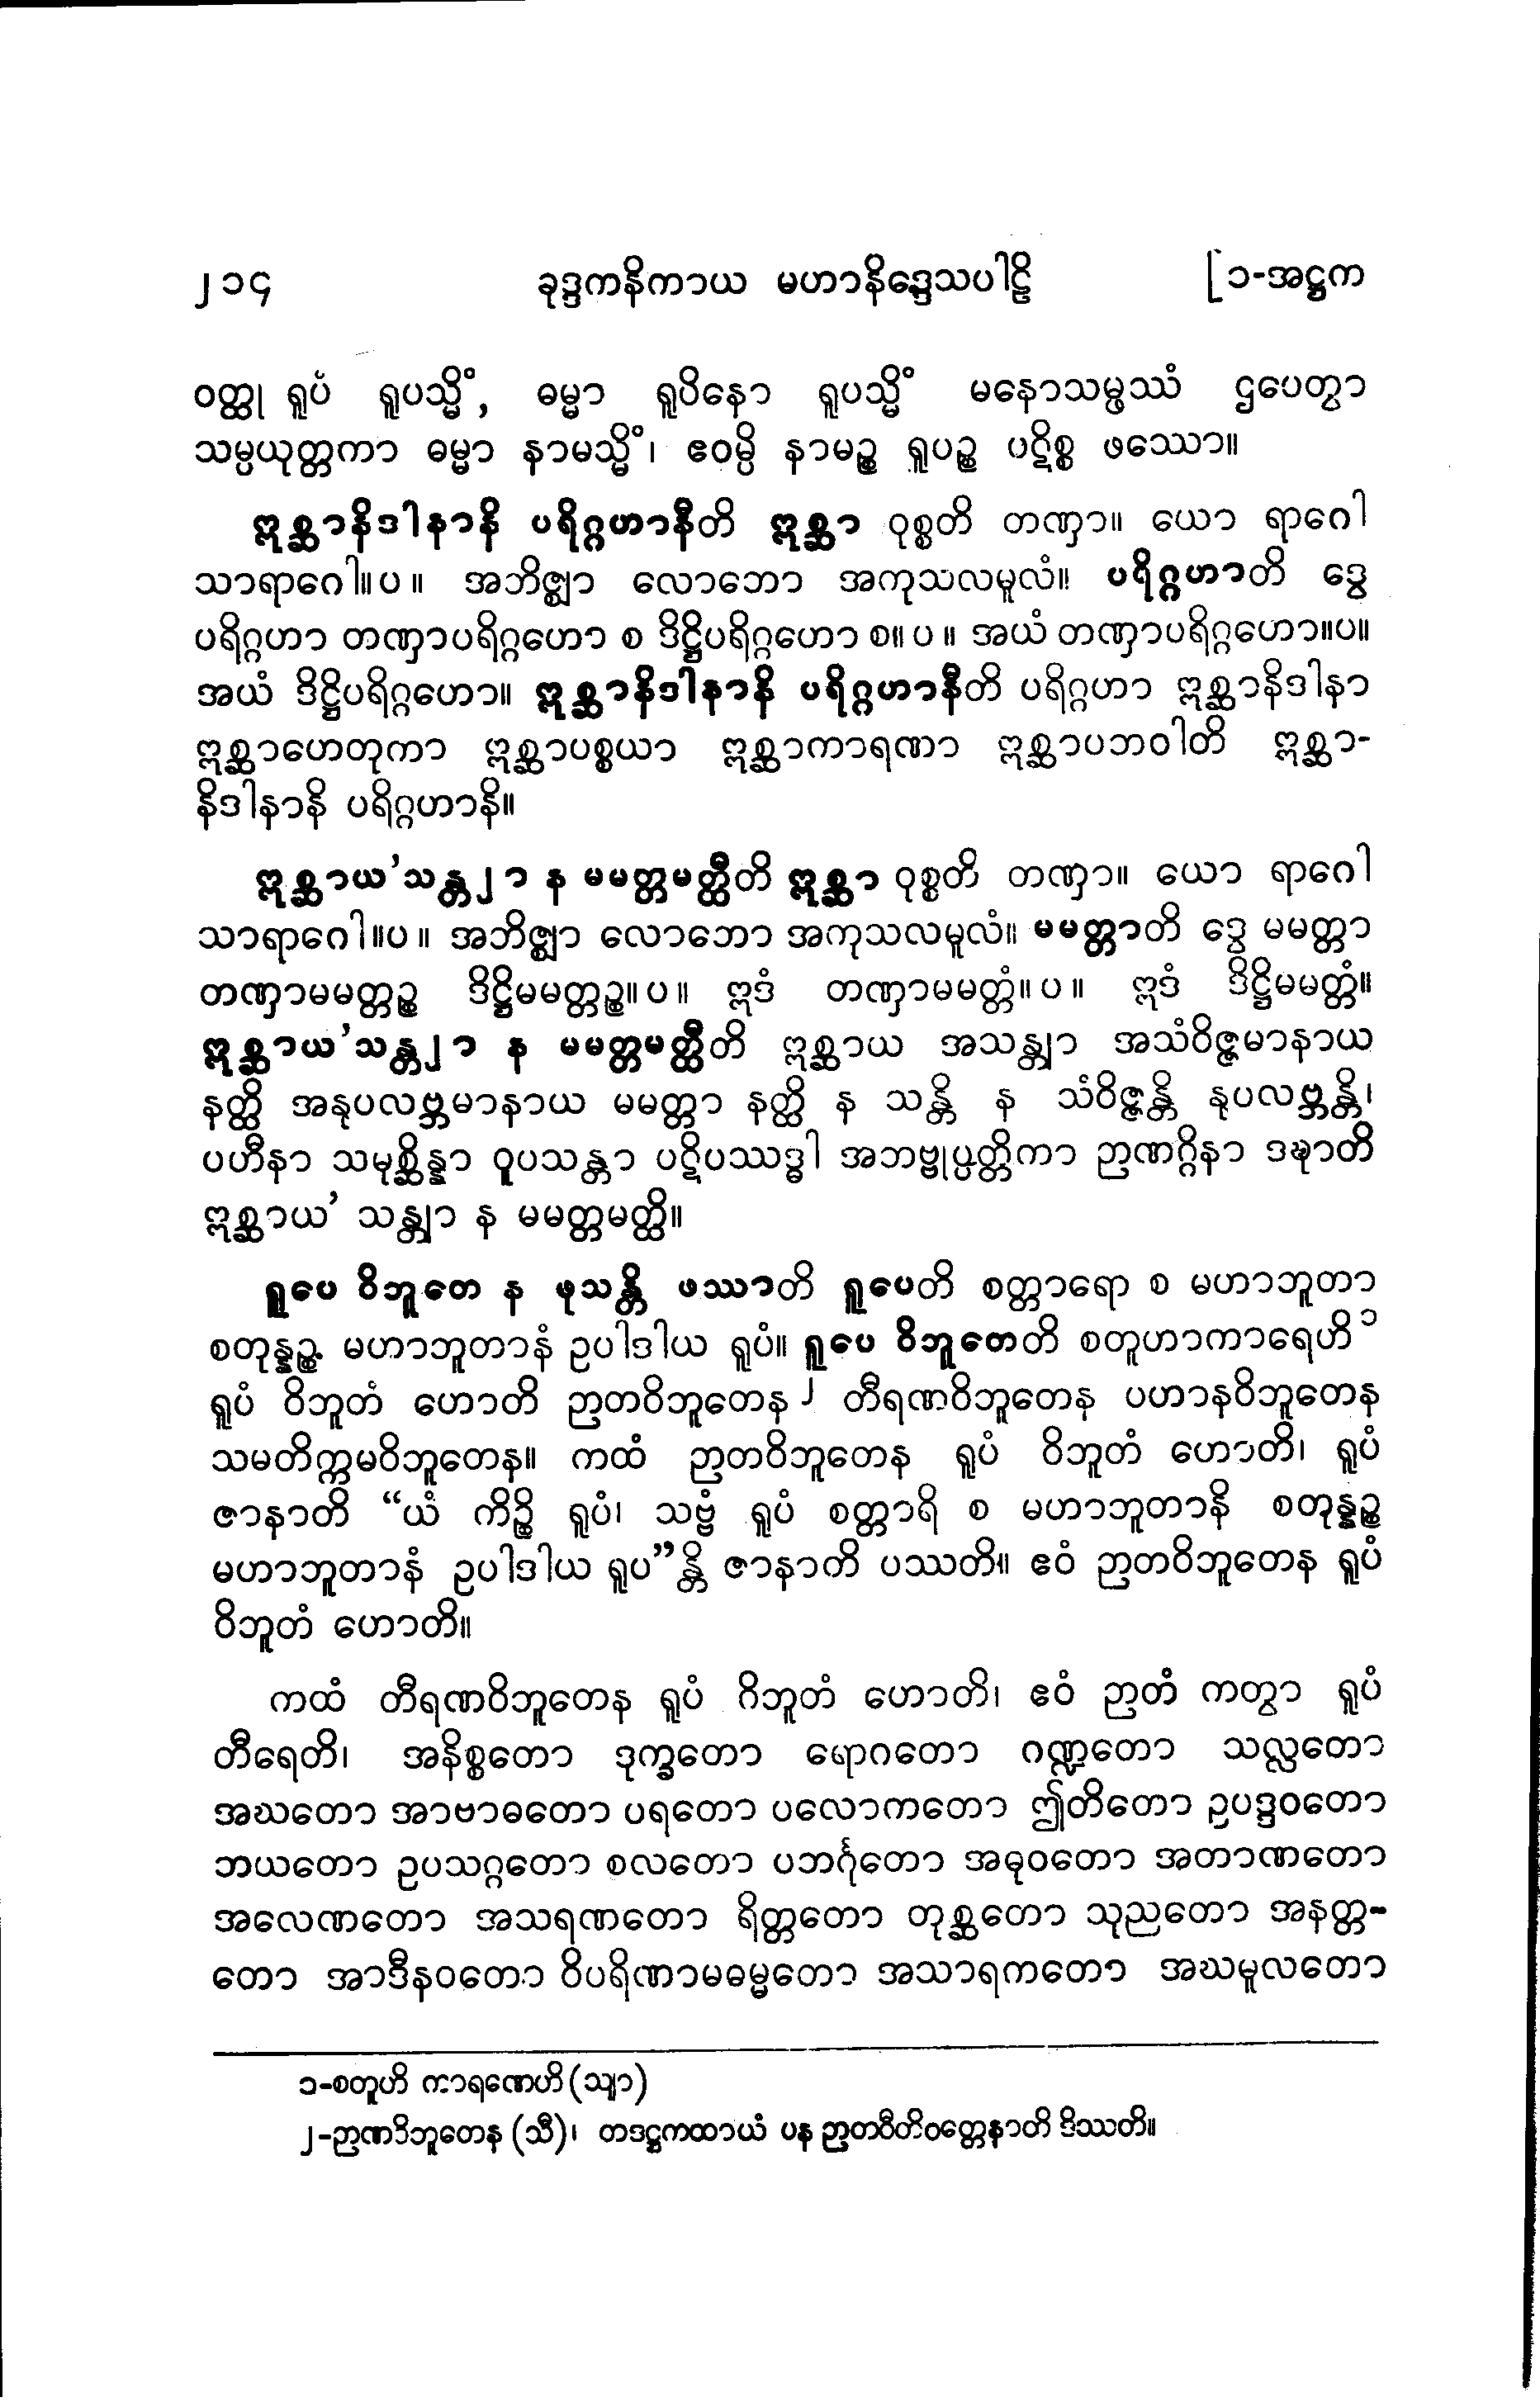 ၂၁၄ ခုဒ္ဒကနိကာယ မဟာနိဒ္ဒေသပါဠိ [၁-အဋ္ဌက
ဝတ္ထု ရူပံ ရူပသ္မိံ, ဓမ္မာ ရူပိနော ရူပသ္မိံ မနောသမ္ဖဿံ ဌပေတွာ
သမ္ပယုတ္တကာ ဓမ္မာ နာမသ္မိံ၊ ဧဝမ္ပိ နာမဉ္စ ရူပဉ္စ ပဋိစ္စ ဖဿော။
ဣစ္ဆာနိဒါနာနိ ပရိဂ္ဂဟာနီတိ ဣစ္ဆာ ဝုစ္စတိ တဏှာ။ ယော ရာဂေါ
သာရာဂေါ။ပ။ အဘိဇ္ဈာ လောဘော အကုသလမူလံ။ ပရိဂ္ဂဟာတိ ဒွေ
ပရိဂ္ဂဟာ တဏှာပရိဂ္ဂဟော စ ဒိဋ္ဌိပရိဂ္ဂဟော စ။ ပ ။ အယံ တဏှာပရိဂ္ဂဟော။ပ။
အယံ ဒိဋ္ဌိပရိဂ္ဂဟော။ ဣစ္ဆာနိဒါနာနိ ပရိဂ္ဂဟာနီတိ ပရိဂ္ဂဟာ ဣစ္ဆာနိဒါနာ
ဣစ္ဆာဟေတုကာ ဣစ္ဆာပစ္စယာ ဣစ္ဆာကာရဏာ ဣစ္ဆာပဘဝါတိ ဣစ္ဆာ-
နိဒါနာနိ ပရိဂ္ဂဟာနိ။
ဣစ္ဆာယ’သန္တျာ န မမတ္တမတ္ထီတိ ဣစ္ဆာ ဝုစ္စတိ တဏှာ။ ယော ရာဂေါ
သာရာဂေါ။ပ။ အဘိဇ္ဈာ လောဘော အကုသလမူလံ။ မမတ္တာတိ ဒွေ မမတ္တာ
တဏှာမမတ္တဉ္စ ဒိဋ္ဌိမမတ္တဉ္စ။ ပ။ ဣဒံ တဏှာမမတ္တံ။ ပ။ ဣဒံ ဒိဋ္ဌိမမတ္တံ။
ဣစ္ဆာယ’သန္တျာ န မမတ္တမတ္ထီတိ ဣစ္ဆာယ အသန္တျာ အသံဝိဇ္ဇမာနာယ
နတ္ထိ အနုပလဗ္ဘမာနာယ မမတ္တာ နတ္ထိ န သန္တိ န သံဝိဇ္ဇန္တိ နုပလဗ္ဘန္တိ၊
ပဟီနာ သမုစ္ဆိန္နာ ဝူပသန္တာ ပဋိပဿဒ္ဓါ အဘဗ္ဗုပ္ပတ္တိကာ ဉာဏဂ္ဂိနာ ဒဍ္ဎာတိ
ဣစ္ဆာယ’ သန္တျာ န မမတ္တမတ္ထိ။
ရူပေ ဝိဘူတေ န ဖုသန္တိ ဖဿာတိ ရူပေတိ စတ္တာရော စ မဟာဘူတာ
စတုန္နဉ္စ မဟာဘူတာနံ ဥပါဒါယ ရူပံ။ ရူပေ ဝိဘူတေတိ စတူဟာကာရေဟိ ၁
ရူပံ ဝိဘူတံ ဟောတိ ဉာတဝိဘူတေန ၂ တီရဏဝိဘူတေန ပဟာနဝိဘူတေန
သမတိက္ကမဝိဘူတေန။ ကထံ ဉာတဝိဘူတေန ရူပံ ဝိဘူတံ ဟောတိ၊ ရူပံ
ဇာနာတိ “ယံ ကိဉ္စိ ရူပံ၊ သဗ္ဗံ ရူပံ စတ္တာရိ စ မဟာဘူတာနိ စတုန္နဉ္စ
မဟာဘူတာနံ ဥပါဒါယ ရူပ”န္တိ ဇာနာတိ ပဿတိ။ ဧဝံ ဉာတဝိဘူတေန ရူပံ
ဝိဘူတံ ဟောတိ။
ကထံ တီရဏဝိဘူတေန ရူပံ ဝိဘူတံ ဟောတိ၊ ဧဝံ ဉာတံ ကတွာ ရူပံ
တီရေတိ၊ အနိစ္စတော ဒုက္ခတော ရောဂတော ဂဏ္ဍတော သလ္လတော
အဃတော အာဗာဓတော ပရတော ပလောကတော ဤတိတော ဥပဒ္ဒဝတော
ဘယတော ဥပသဂ္ဂတော စလတော ပဘင်္ဂုတော အဓုဝတော အတာဏတော
အလေဏတော အသရဏတော ရိတ္တတော တုစ္ဆတော သုညတော အနတ္တ-
တော အာဒီနဝတော ဝိပရိဏာမဓမ္မတော အသာရကတော အဃမူလတော
၁-စတူဟိ ကာရဏေဟိ (သျာ)
၂-ဉာဏဝိဘူတေန (သီ)၊ တဒဋ္ဌကထာယံ ပန ဉာတဝီတိဝတ္တေနာတိ ဒိဿတိ။